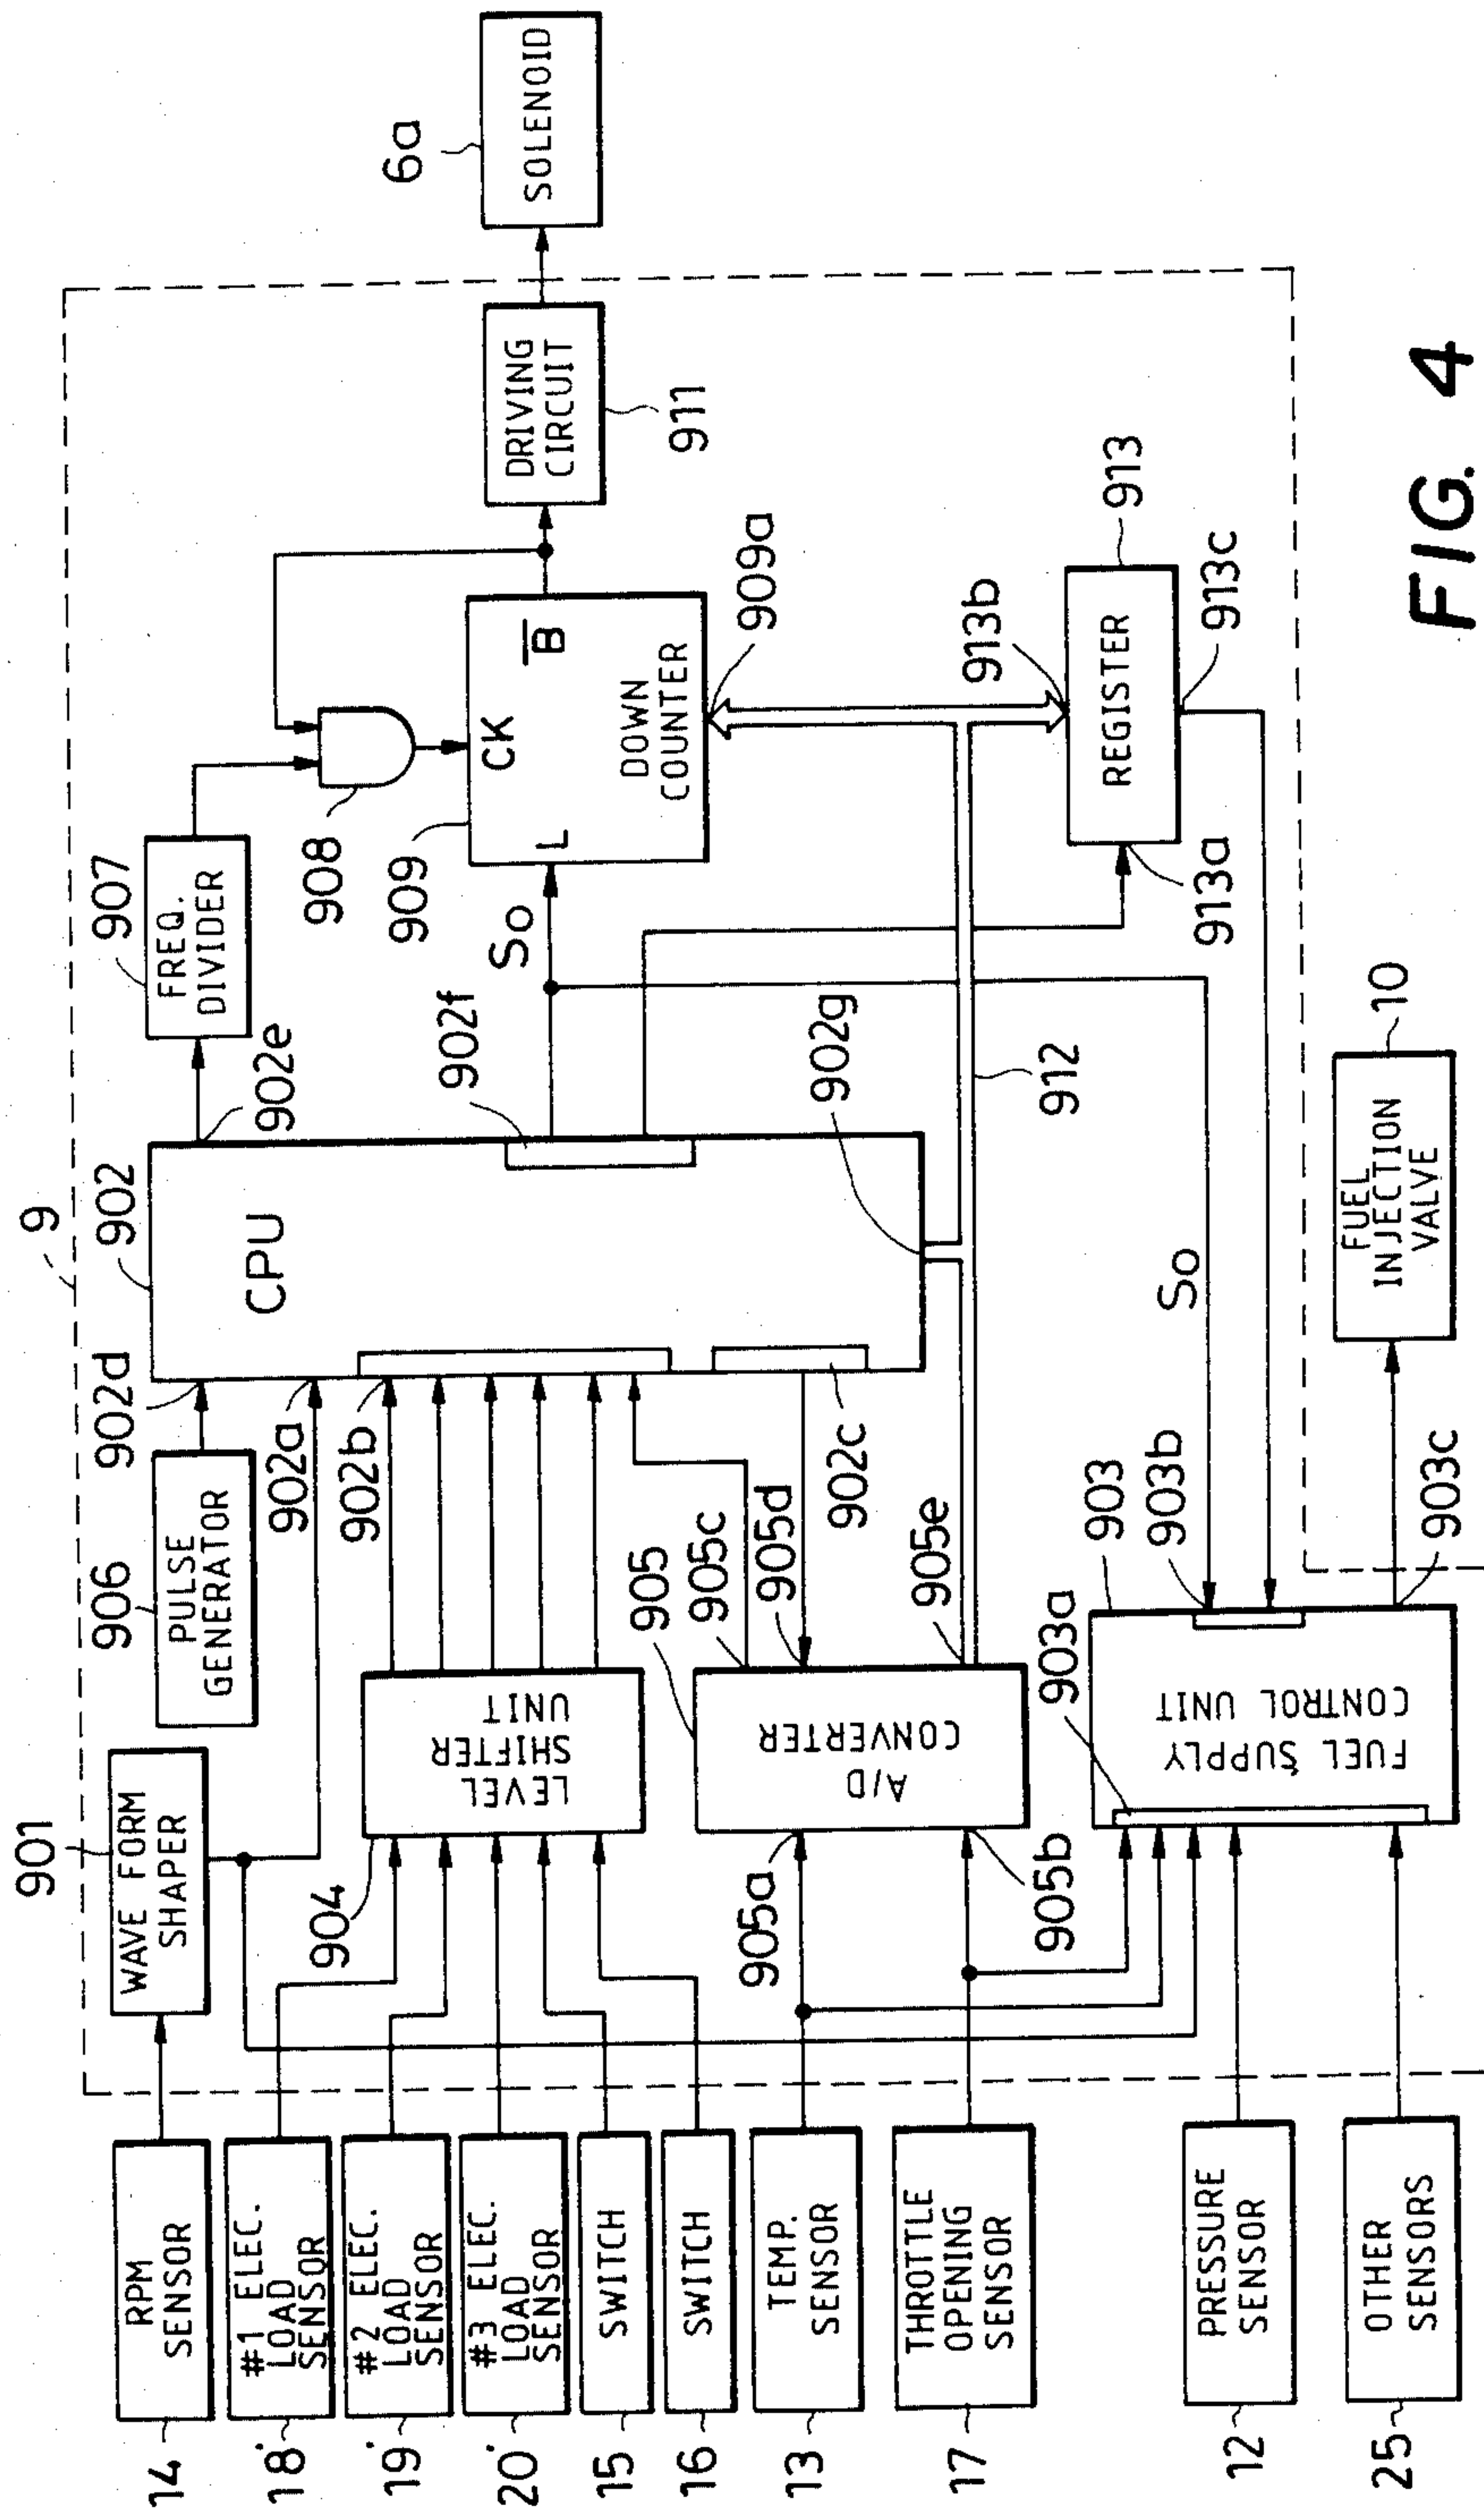 14
RPM
SENSOR
18'
#1 ELEC.
LOAD
SENSOR
19'
#2 ELEC.
LOAD
SENSOR
20'
#3 ELEC.
LOAD
SENSOR
15
SWITCH
16
SWITCH
13
TEMP.
SENSOR
17
THROTTLE
OPENING
SENSOR
12
PRESSURE
SENSOR
25
OTHER
SENSORS
9
901
WAVE FORM
SHAPER
906
PULSE
GENERATOR
904
LEVEL
SHIFTER
UNIT
905
905a
905b
905c
905d
905e
A/D
CONVERTER
903
903a
903b
903c
FUEL SUPPLY
CONTROL UNIT
902
902d
902a
902b
902c
902e
902f
902g
CPU
912
So
So
907
FREQ.
DIVIDER
908
909
L
CK
B̅
DOWN
COUNTER
909a
913
913a
913b
913c
REGISTER
911
DRIVING
CIRCUIT
6a
SOLENOID
10
FUEL
INJECTION
VALVE
FIG. 4